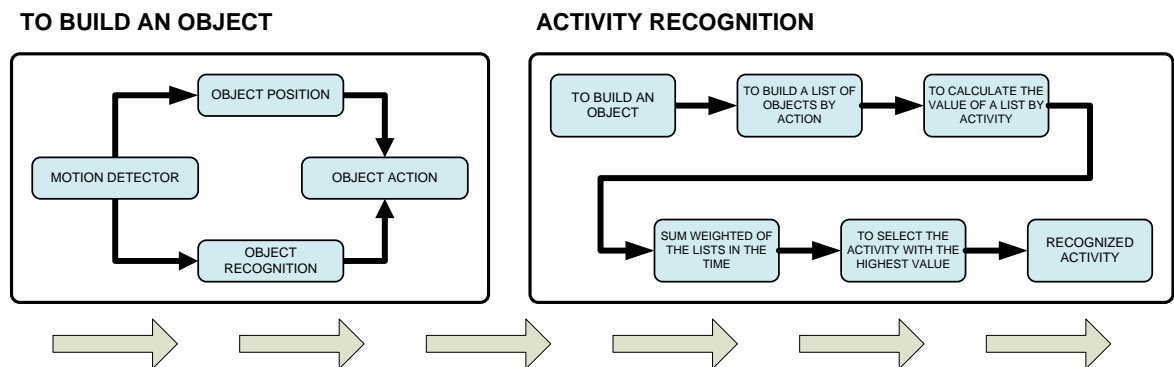 TO BUILD AN OBJECT
OBJECT POSITION
MOTION DETECTOR
OBJECT ACTION
OBJECT
RECOGNITION
ACTIVITY RECOGNITION
TO BUILD AN
OBJECT
TO BUILD A LIST OF
OBJECTS BY
ACTION
TO CALCULATE THE
VALUE OF A LIST BY
ACTIVITY
SUM WEIGHTED OF
THE LISTS IN THE
TIME
TO SELECT THE
ACTIVITY WITH THE
HIGHEST VALUE
RECOGNIZED
ACTIVITY